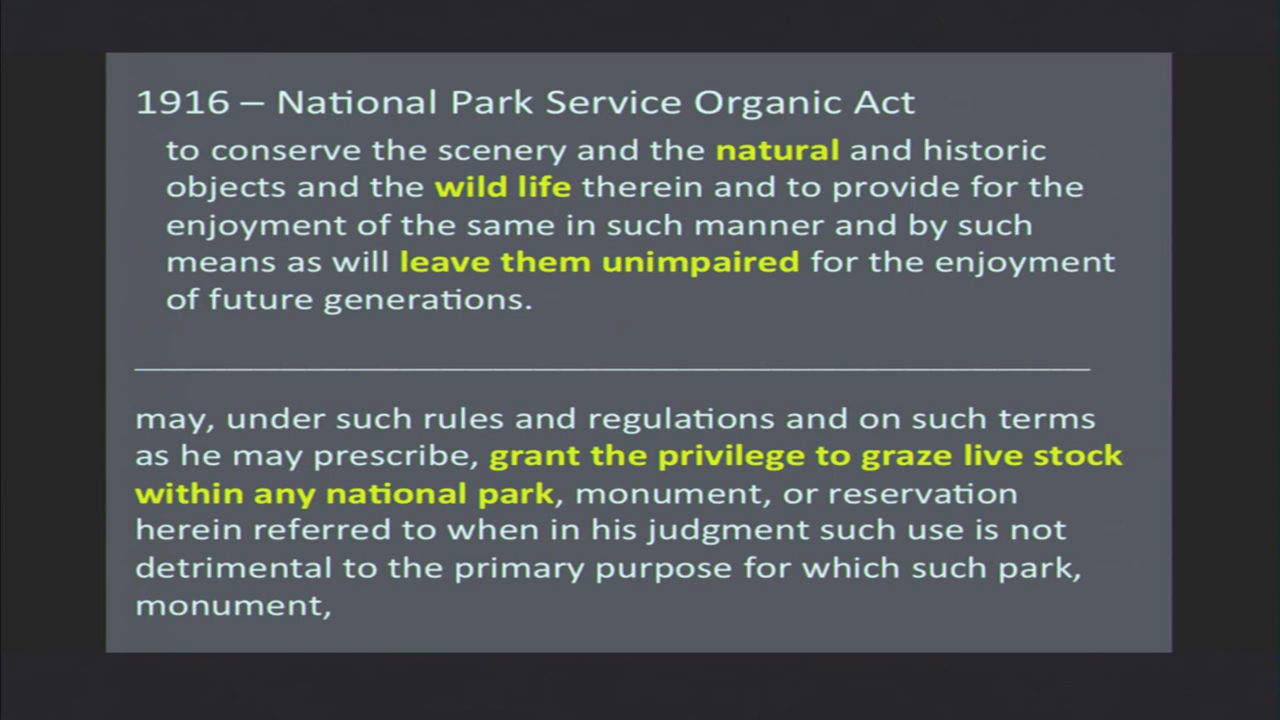 1916 – National Park Service Organic Act
to conserve the scenery and the natural and historic
objects and the wild life therein and to provide for the
enjoyment of the same in such manner and by such
means as will leave them unimpaired for the enjoyment
of future generations.
may, under such rules and regulations and on such terms
as he may prescribe, grant the privilege to graze live stock
within any national park, monument, or reservation
herein referred to when in his judgment such use is not
detrimental to the primary purpose for which such park,
monument,